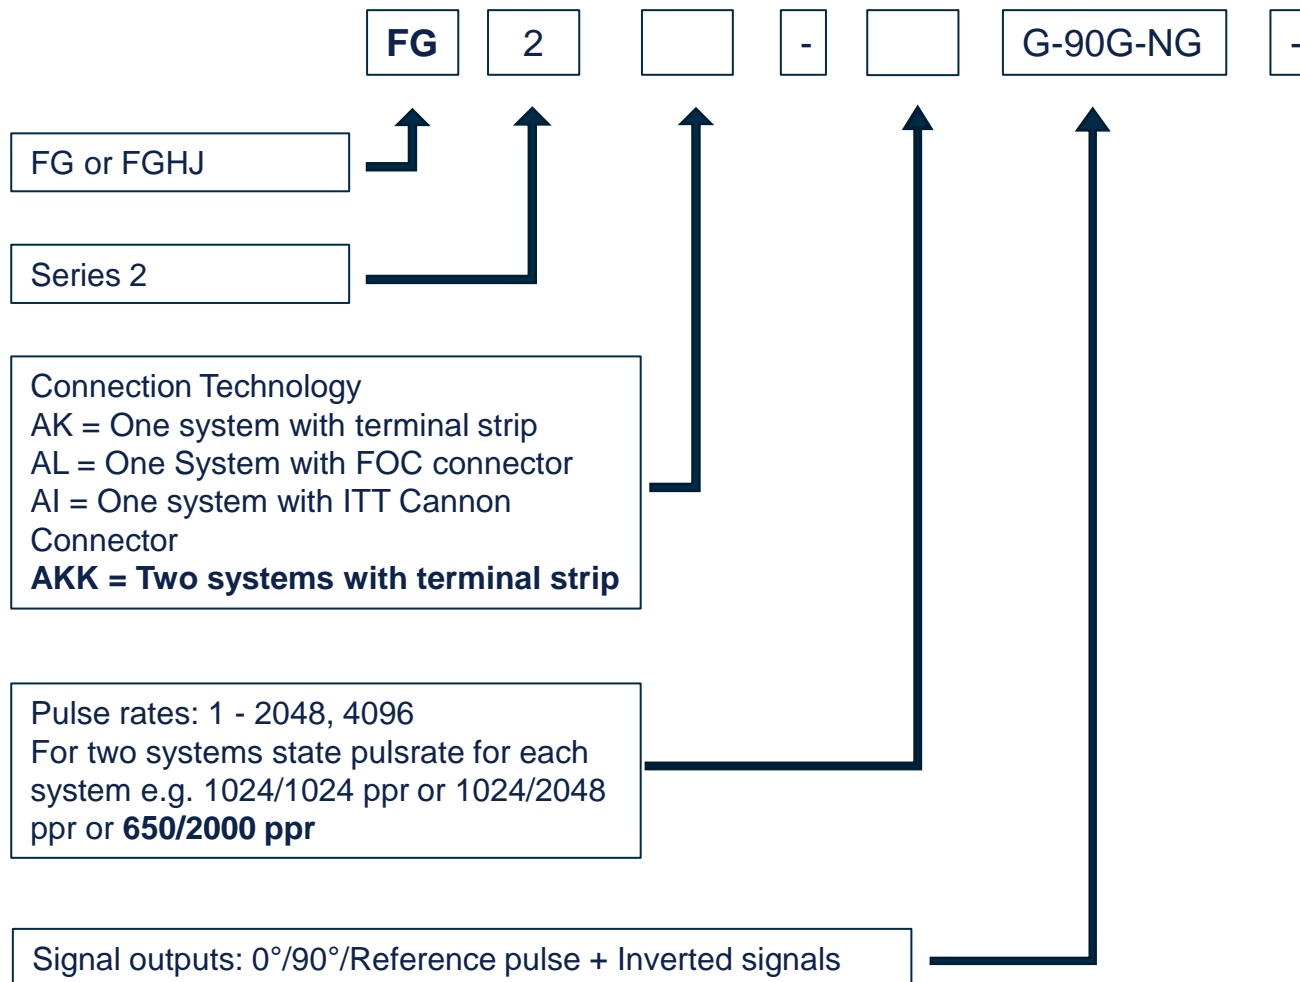 FG 2 - G-90G-NG -
FG or FGHJ
Series 2
Connection Technology
AK = One system with terminal strip
AL = One System with FOC connector
AI = One system with ITT Cannon
Connector
AKK = Two systems with terminal strip
Pulse rates: 1 - 2048, 4096
For two systems state pulsrate for each
system e.g. 1024/1024 ppr or 1024/2048
ppr or 650/2000 ppr
Signal outputs: 0°/90°/Reference pulse + Inverted signals